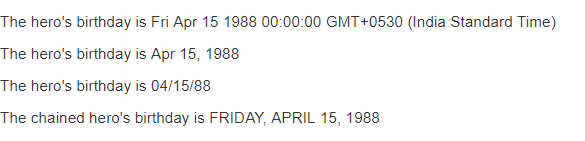 The hero's birthday is Fri Apr 15 1988 00:00:00 GMT+0530 (India Standard Time)
The hero's birthday is Apr 15, 1988
The hero's birthday is 04/15/88
The chained hero's birthday is FRIDAY, APRIL 15, 1988